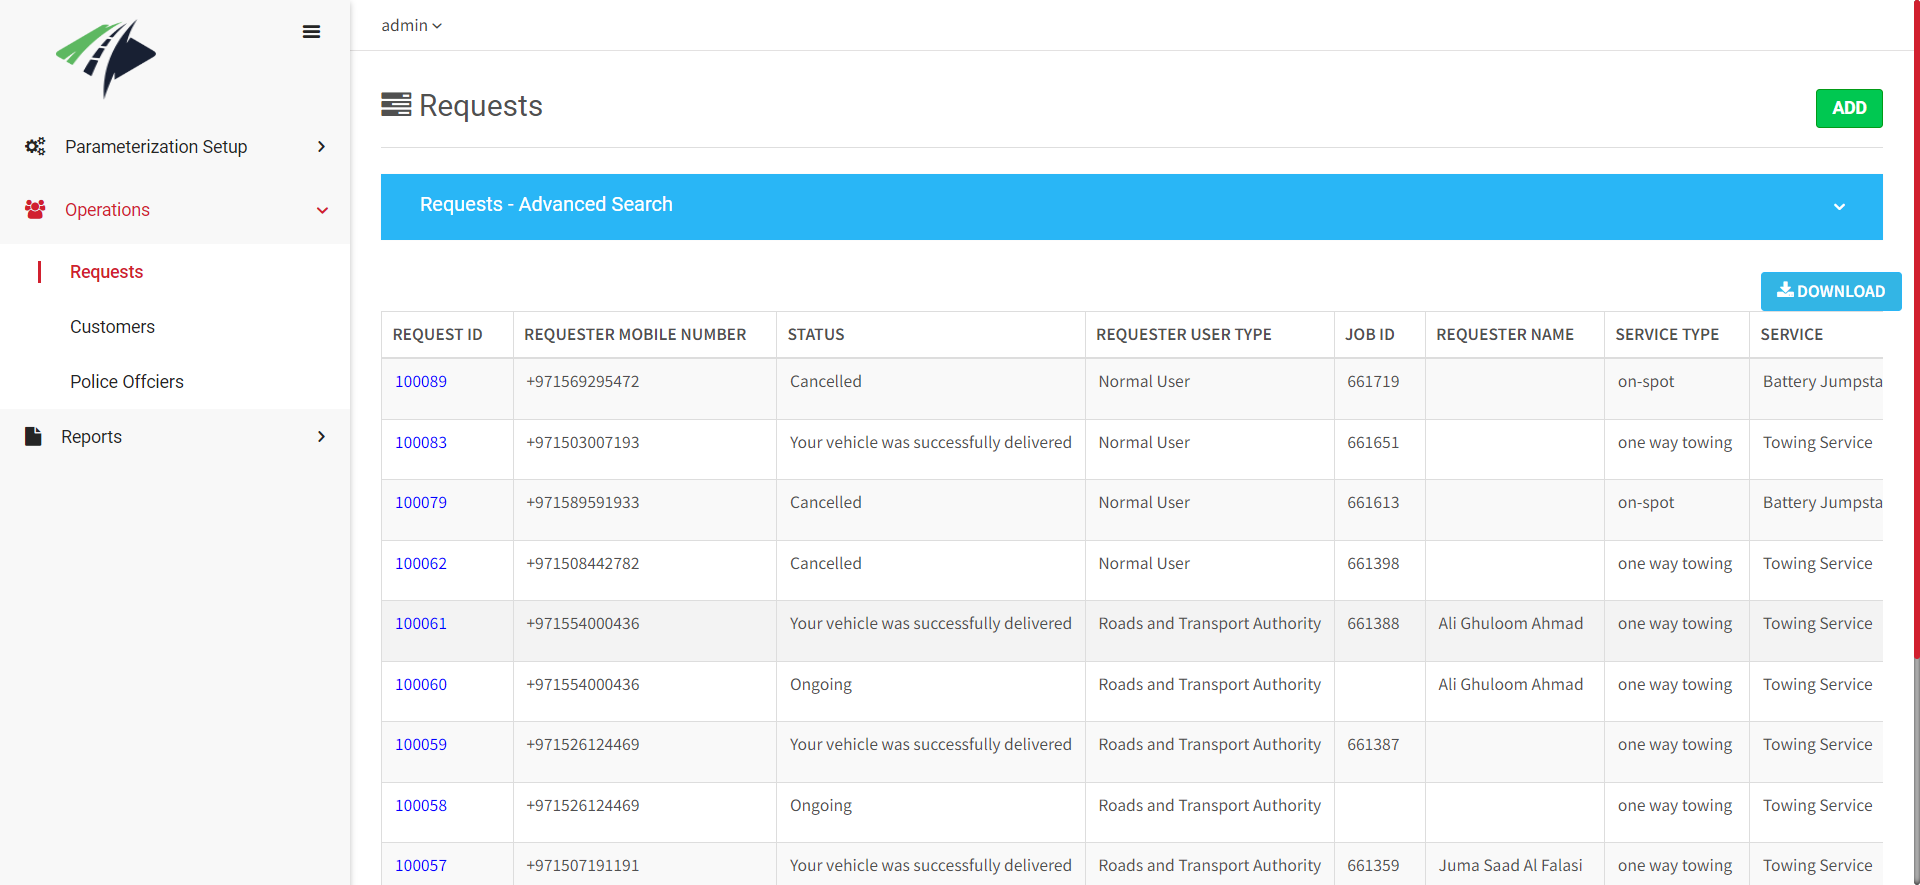 admin
Requests
ADD
Parameterization Setup
Operations
Requests
Customers
Police Offciers
Reports
Requests - Advanced Search
DOWNLOAD
REQUEST ID REQUESTER MOBILE NUMBER STATUS REQUESTER USER TYPE JOB ID REQUESTER NAME SERVICE TYPE SERVICE
100089 +971569295472 Cancelled Normal User 661719 on-spot Battery Jumpsta
100083 +971503007193 Your vehicle was successfully delivered Normal User 661651 one way towing Towing Service
100079 +971589591933 Cancelled Normal User 661613 on-spot Battery Jumpsta
100062 +971508442782 Cancelled Normal User 661398 one way towing Towing Service
100061 +971554000436 Your vehicle was successfully delivered Roads and Transport Authority 661388 Ali Ghuloom Ahmad one way towing Towing Service
100060 +971554000436 Ongoing Roads and Transport Authority Ali Ghuloom Ahmad one way towing Towing Service
100059 +971526124469 Your vehicle was successfully delivered Roads and Transport Authority 661387 one way towing Towing Service
100058 +971526124469 Ongoing Roads and Transport Authority one way towing Towing Service
100057 +971507191191 Your vehicle was successfully delivered Roads and Transport Authority 661359 Juma Saad Al Falasi one way towing Towing Service